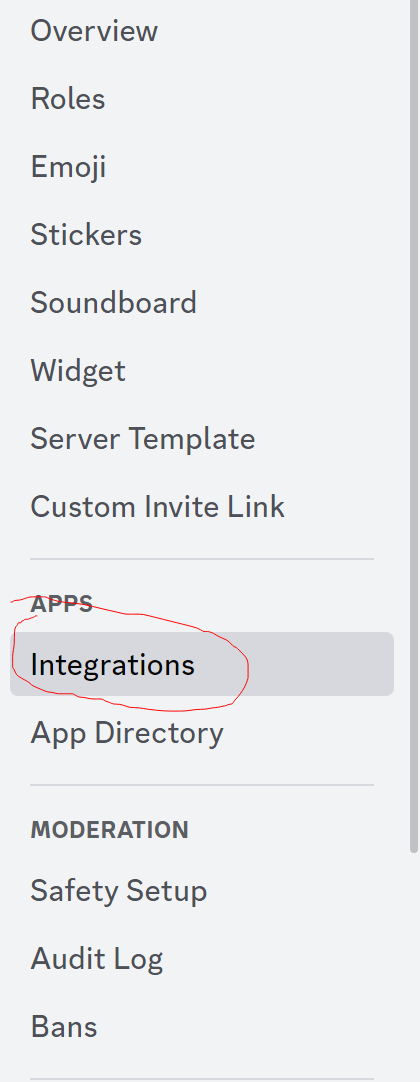 Overview
Roles
Emoji
Stickers
Soundboard
Widget
Server Template
Custom Invite Link
APPS
Integrations
App Directory
MODERATION
Safety Setup
Audit Log
Bans